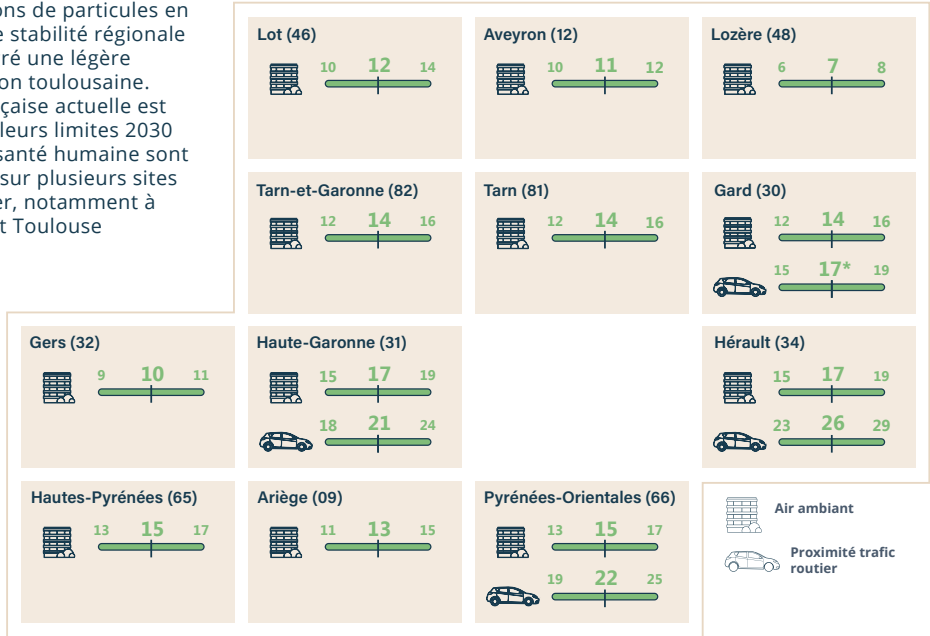 ons de particules en
e stabilité régionale
ré une légère
on toulousaine.
çaise actuelle est
leurs limites 2030
santé humaine sont
sur plusieurs sites
er, notamment à
t Toulouse
Lot (46)
10 12 14
Aveyron (12)
10 11 12
Lozère (48)
6 7 8
Tarn-et-Garonne (82)
12 14 16
Tarn (81)
12 14 16
Gard (30)
12 14 16
15 17* 19
Gers (32)
9 10 11
Haute-Garonne (31)
15 17 19
18 21 24
Hérault (34)
15 17 19
23 26 29
Hautes-Pyrénées (65)
13 15 17
Ariège (09)
11 13 15
Pyrénées-Orientales (66)
13 15 17
19 22 25
Air ambiant
Proximité trafic
routier